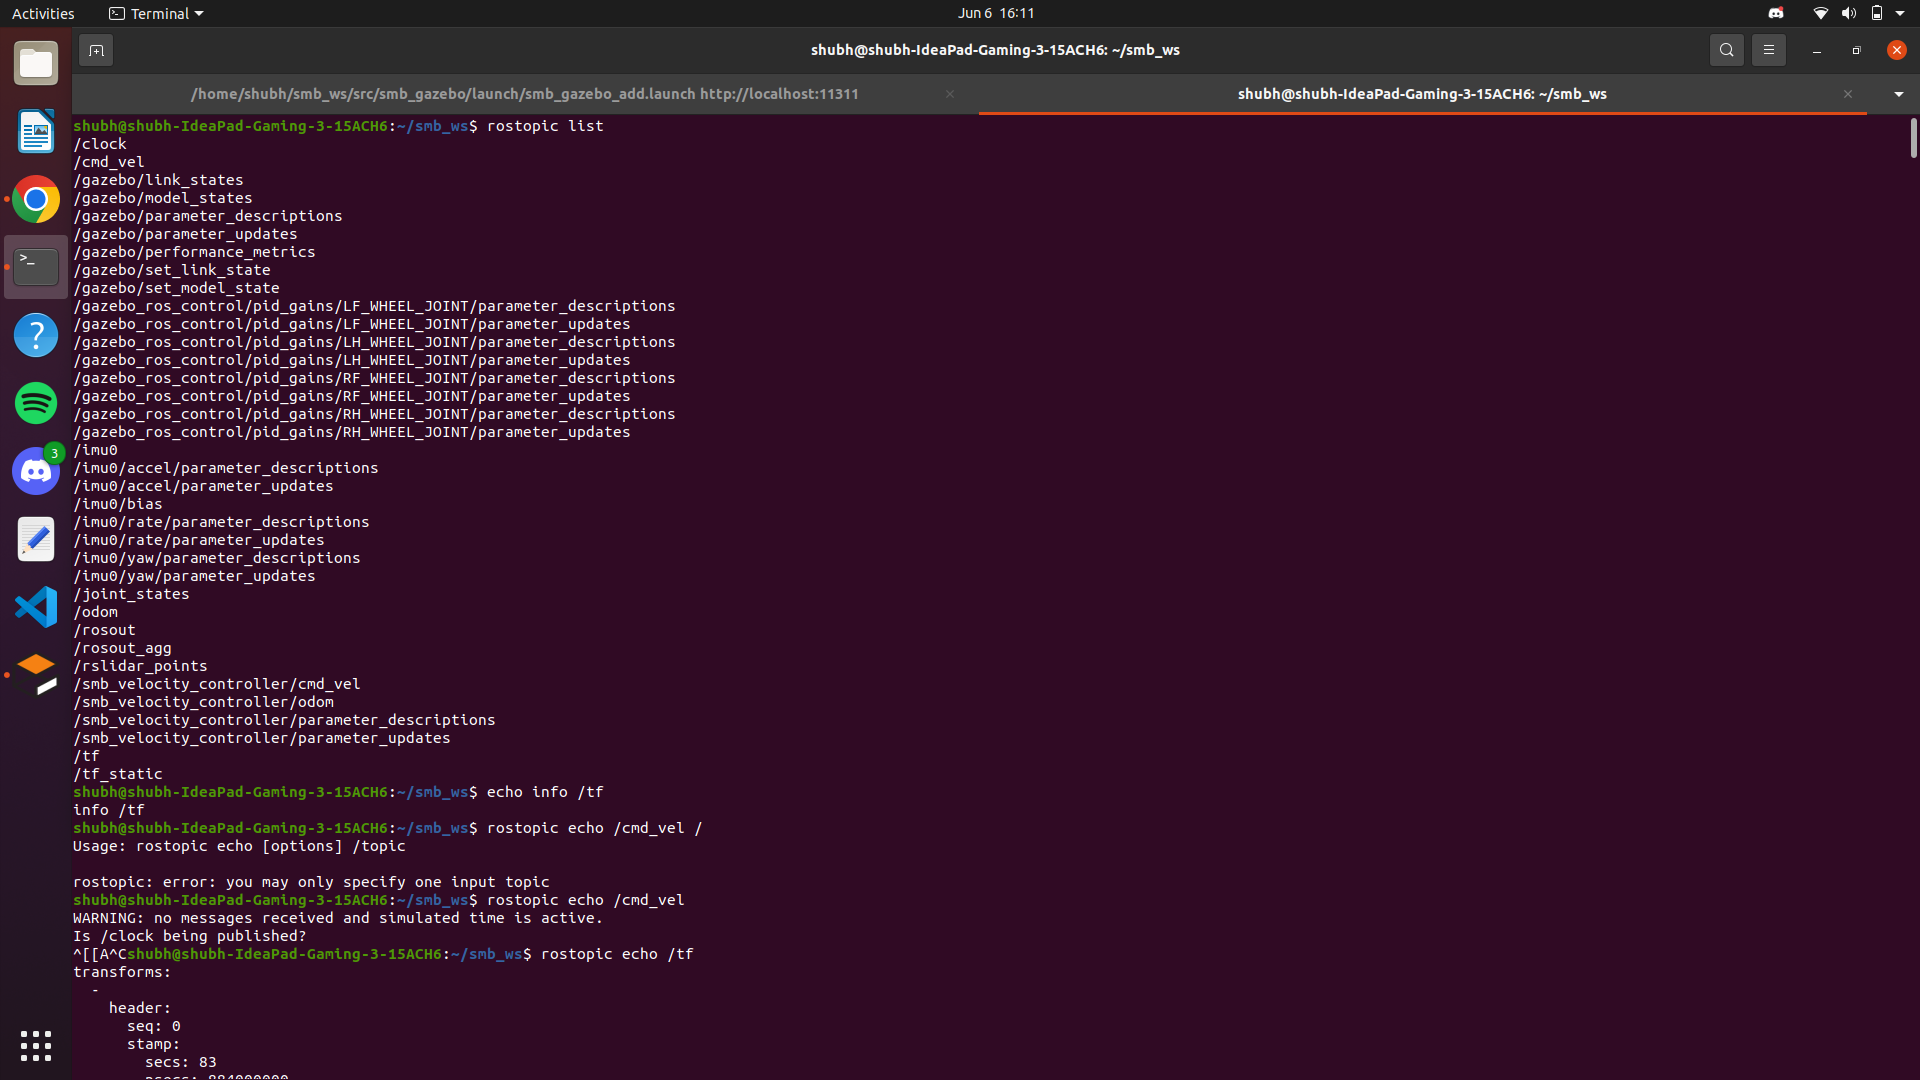 Activities
Terminal
Jun 6 16:11
shubh@shubh-IdeaPad-Gaming-3-15ACH6: ~/smb_ws
/home/shubh/smb_ws/src/smb_gazebo/launch/smb_gazebo_add.launch http://localhost:11311
shubh@shubh-IdeaPad-Gaming-3-15ACH6: ~/smb_ws
shubh@shubh-IdeaPad-Gaming-3-15ACH6:~/smb_ws$ rostopic list
/clock
/cmd_vel
/gazebo/link_states
/gazebo/model_states
/gazebo/parameter_descriptions
/gazebo/parameter_updates
/gazebo/performance_metrics
/gazebo/set_link_state
/gazebo/set_model_state
/gazebo_ros_control/pid_gains/LF_WHEEL_JOINT/parameter_descriptions
/gazebo_ros_control/pid_gains/LF_WHEEL_JOINT/parameter_updates
/gazebo_ros_control/pid_gains/LH_WHEEL_JOINT/parameter_descriptions
/gazebo_ros_control/pid_gains/LH_WHEEL_JOINT/parameter_updates
/gazebo_ros_control/pid_gains/RF_WHEEL_JOINT/parameter_descriptions
/gazebo_ros_control/pid_gains/RF_WHEEL_JOINT/parameter_updates
/gazebo_ros_control/pid_gains/RH_WHEEL_JOINT/parameter_descriptions
/gazebo_ros_control/pid_gains/RH_WHEEL_JOINT/parameter_updates
/imu0
/imu0/accel/parameter_descriptions
/imu0/accel/parameter_updates
/imu0/bias
/imu0/rate/parameter_descriptions
/imu0/rate/parameter_updates
/imu0/yaw/parameter_descriptions
/imu0/yaw/parameter_updates
/joint_states
/odom
/rosout
/rosout_agg
/rslidar_points
/smb_velocity_controller/cmd_vel
/smb_velocity_controller/odom
/smb_velocity_controller/parameter_descriptions
/smb_velocity_controller/parameter_updates
/tf
/tf_static
shubh@shubh-IdeaPad-Gaming-3-15ACH6:~/smb_ws$ echo info /tf
info /tf
shubh@shubh-IdeaPad-Gaming-3-15ACH6:~/smb_ws$ rostopic echo /cmd_vel /
Usage: rostopic echo [options] /topic
rostopic: error: you may only specify one input topic
shubh@shubh-IdeaPad-Gaming-3-15ACH6:~/smb_ws$ rostopic echo /cmd_vel
WARNING: no messages received and simulated time is active.
Is /clock being published?
^[[A^Cshubh@shubh-IdeaPad-Gaming-3-15ACH6:~/smb_ws$ rostopic echo /tf
transforms:
-
header:
seq: 0
stamp:
secs: 83
nsecs: 884000000
3